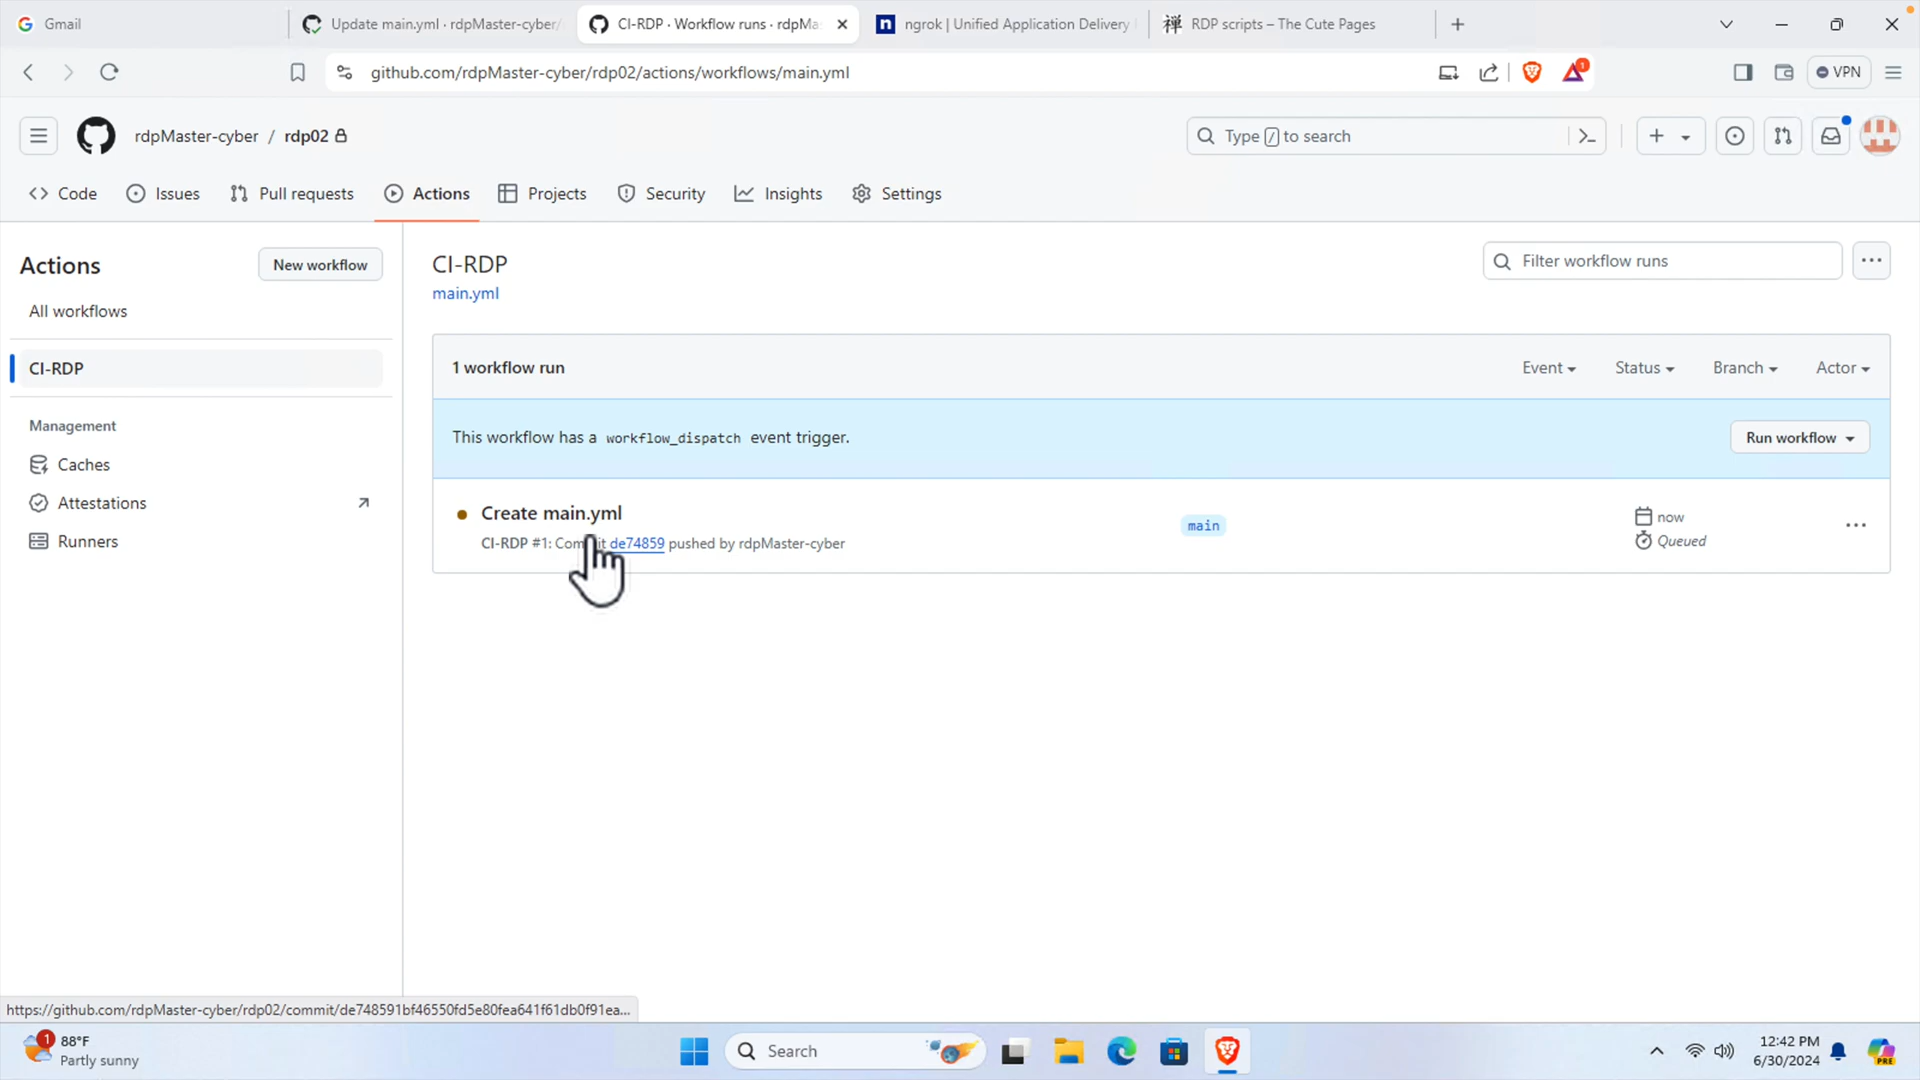 Gmail
Update main.yml · rdpMaster-cyber/
CI-RDP · Workflow runs · rdpMa
n ngrok | Unified Application Delivery
禅 RDP scripts – The Cute Pages
github.com/rdpMaster-cyber/rdp02/actions/workflows/main.yml
1
VPN
rdpMaster-cyber / rdp02
Type / to search
Code
Issues
Pull requests
Actions
Projects
Security
Insights
Settings
Actions
New workflow
All workflows
CI-RDP
Management
Caches
Attestations
Runners
CI-RDP
main.yml
Filter workflow runs
1 workflow run
Event
Status
Branch
Actor
This workflow has a workflow_dispatch event trigger.
Run workflow
Create main.yml
CI-RDP #1: Com it de74859 pushed by rdpMaster-cyber
main
now
Queued
https://github.com/rdpMaster-cyber/rdp02/commit/de748591bf46550fd5e80fea641f61db0f91ea...
1
88°F
Partly sunny
Search
12:42 PM
6/30/2024
PRE